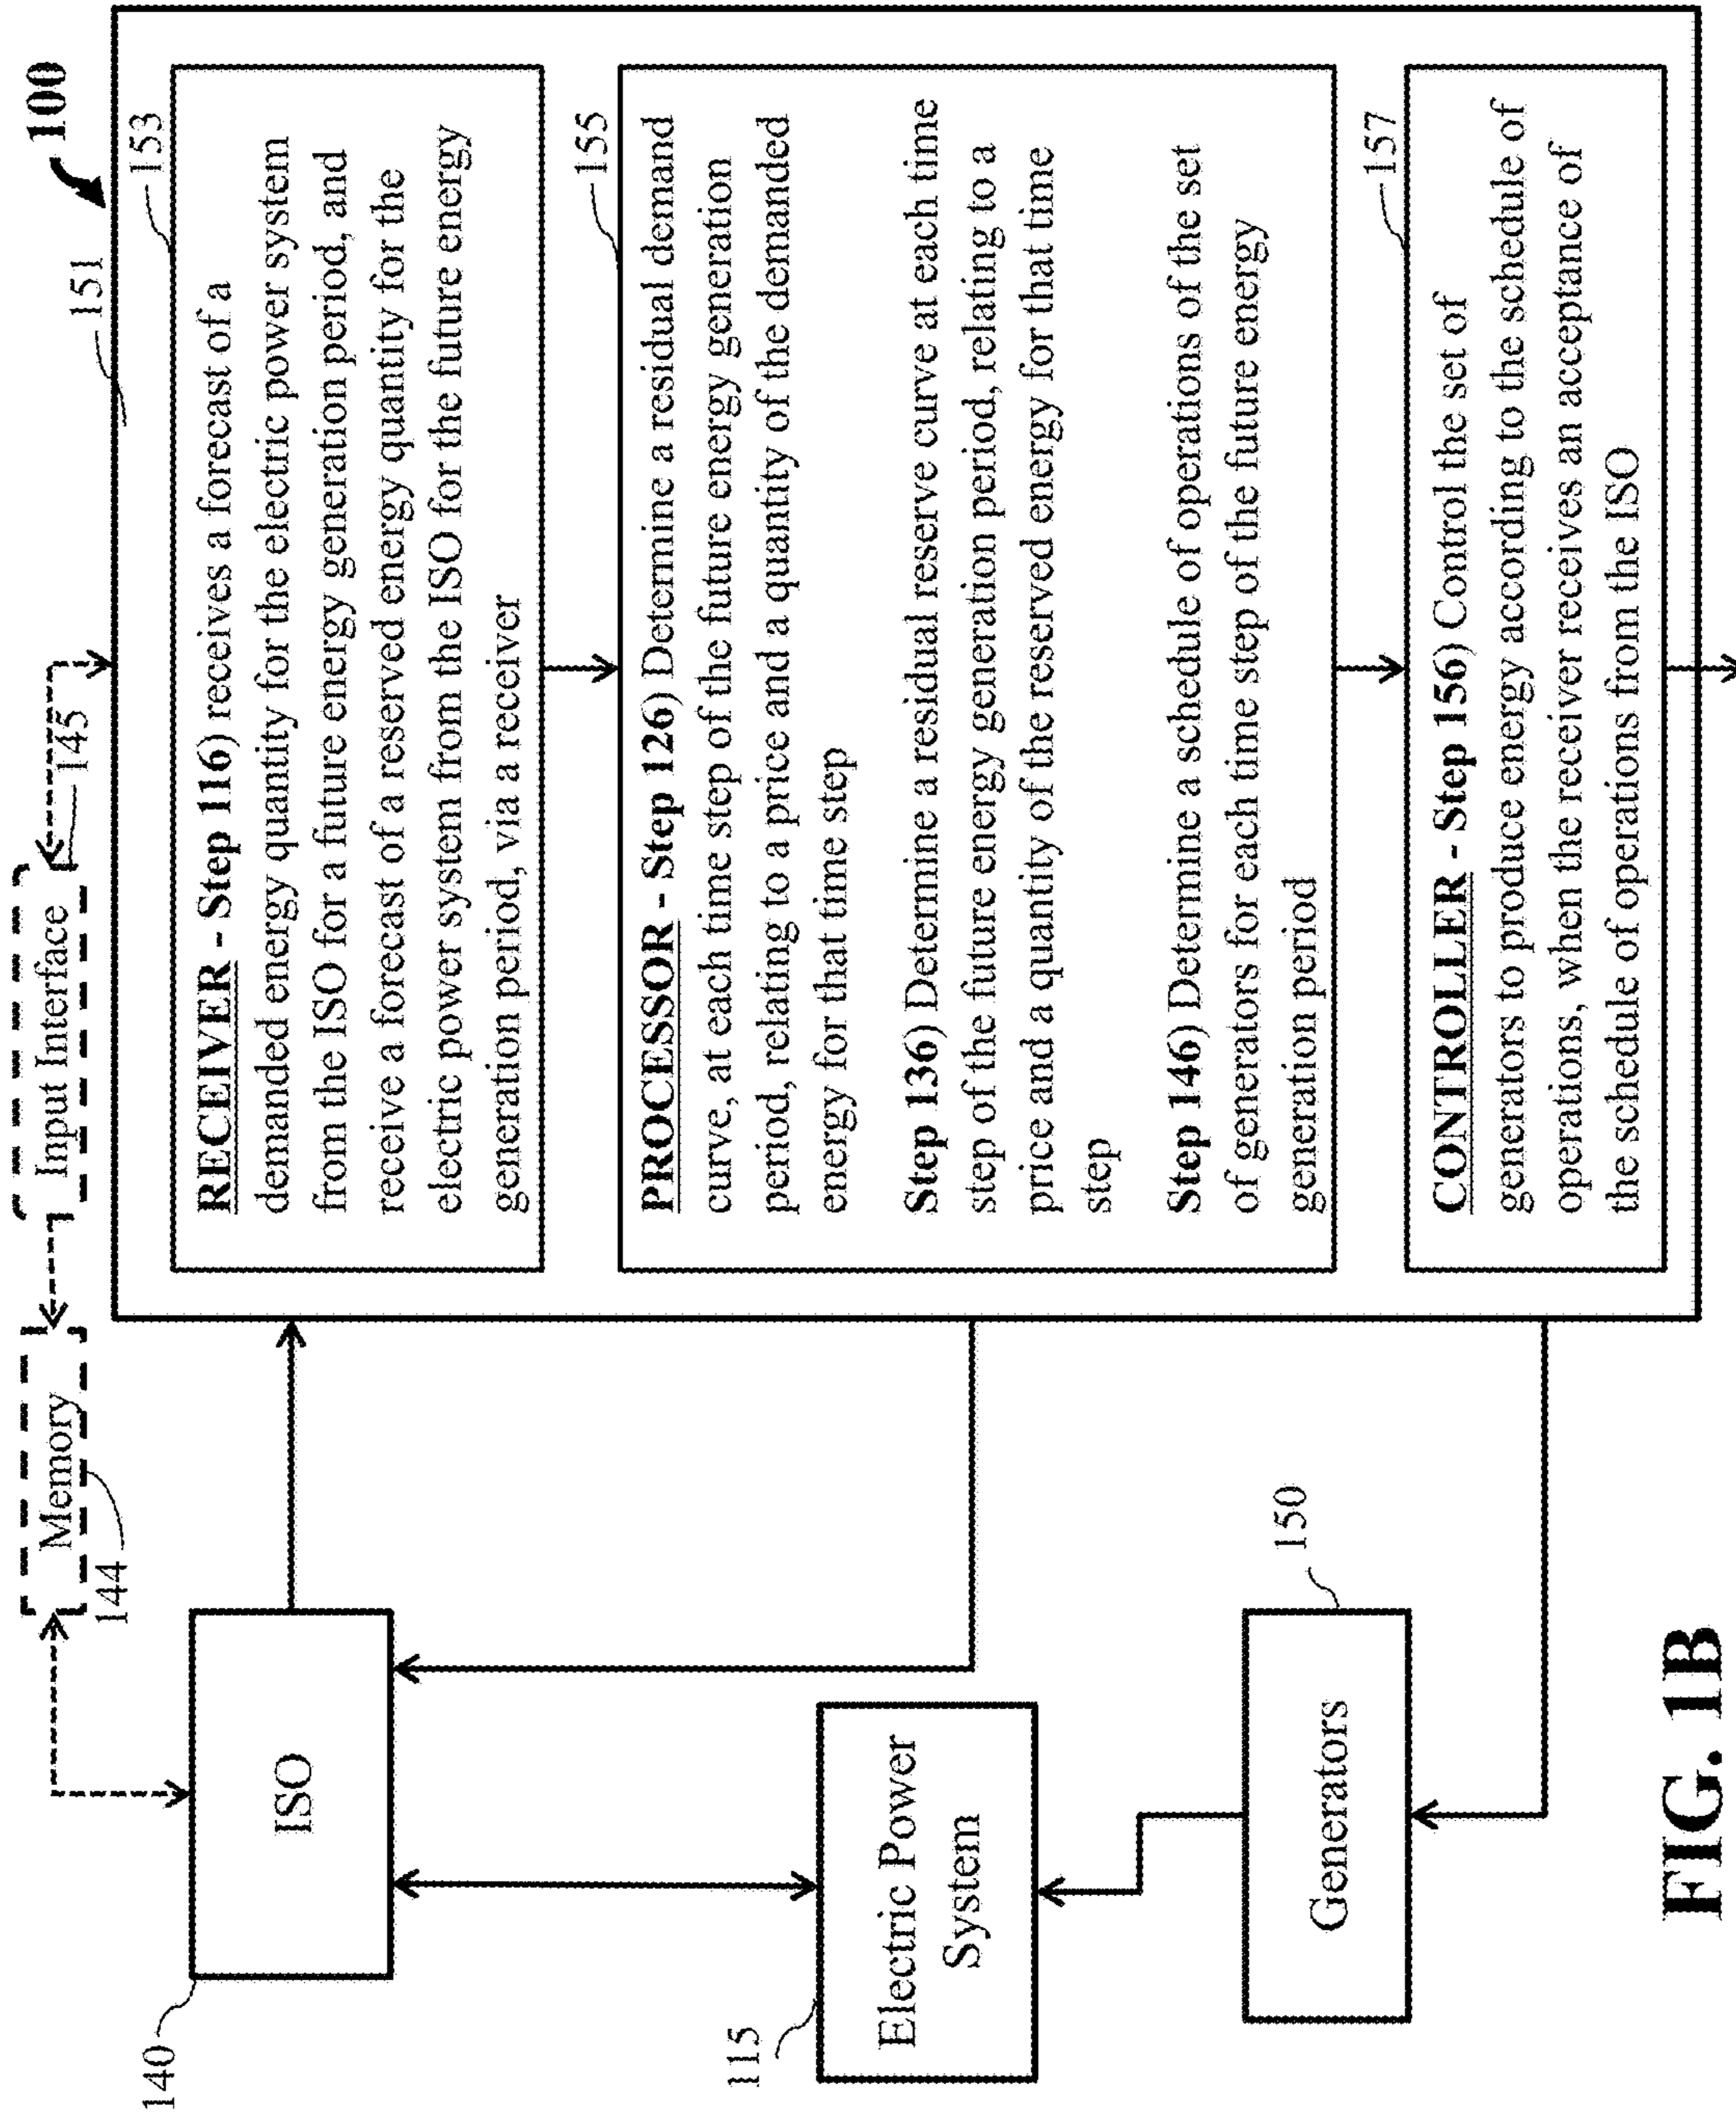 100
151
145
Input Interface
Memory
144
153
RECEIVER - Step 116) receives a forecast of a
demanded energy quantity for the electric power system
from the ISO for a future energy generation period, and
receive a forecast of a reserved energy quantity for the
electric power system from the ISO for the future energy
generation period, via a receiver
155
PROCESSOR - Step 126) Determine a residual demand
curve, at each time step of the future energy generation
period, relating to a price and a quantity of the demanded
energy for that time step
Step 136) Determine a residual reserve curve at each time
step of the future energy generation period, relating to a
price and a quantity of the reserved energy for that time
step
Step 146) Determine a schedule of operations of the set
of generators for each time step of the future energy
generation period
157
CONTROLLER - Step 156) Control the set of
generators to produce energy according to the schedule of
operations, when the receiver receives an acceptance of
the schedule of operations from the ISO
140
ISO
115
Electric Power
System
150
Generators
FIG. 1B